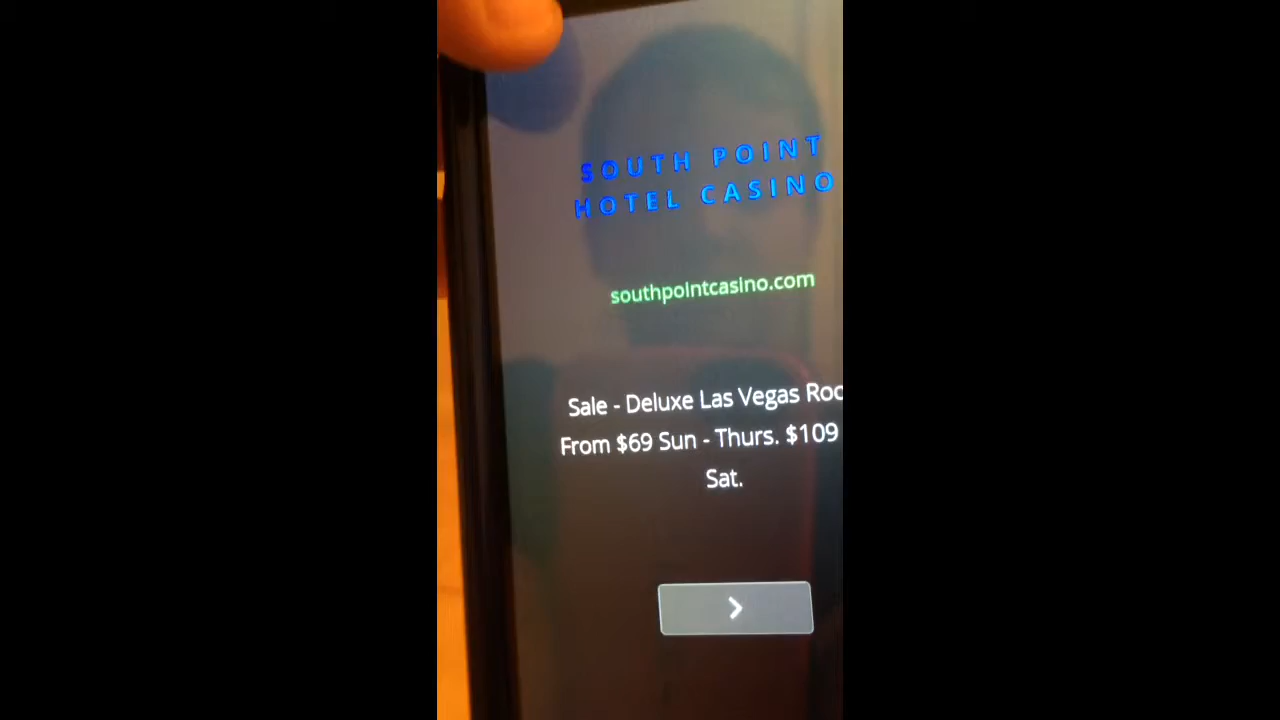 SOUTH POINT
HOTEL CASINO
southpointcasino.com
Sale - Deluxe Las Vegas
From $69 Sun - Thurs. $109
Sat.